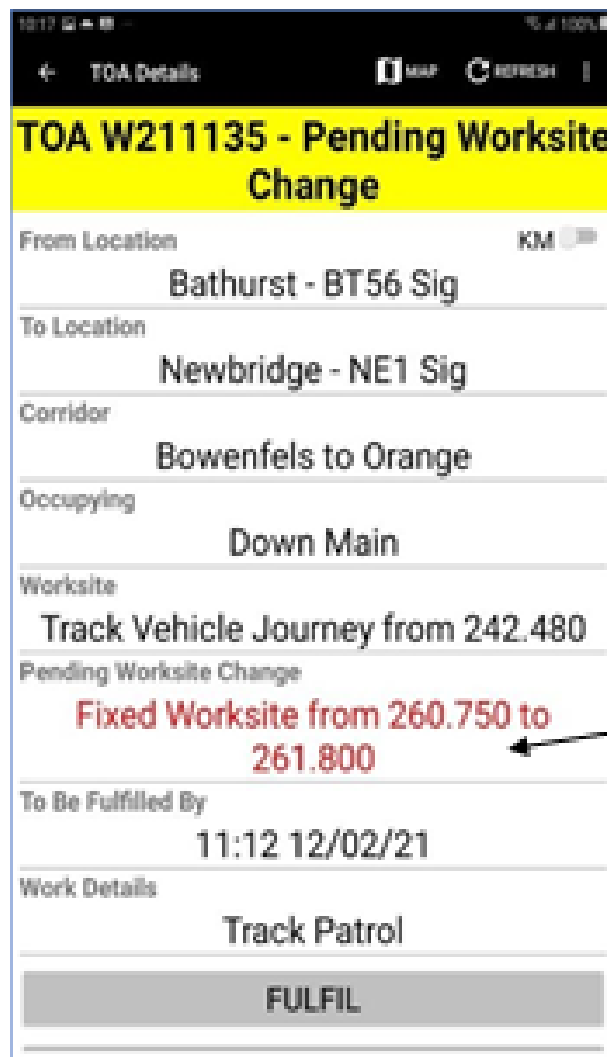 10:17
100%
TOA Details MAP REFRESH
TOA W211135 - Pending Worksite
Change
From Location KM
Bathurst - BT56 Sig
To Location
Newbridge - NE1 Sig
Corridor
Bowenfels to Orange
Occupying
Down Main
Worksite
Track Vehicle Journey from 242.480
Pending Worksite Change
Fixed Worksite from 260.750 to
261.800
To Be Fulfilled By
11:12 12/02/21
Work Details
Track Patrol
FULFIL